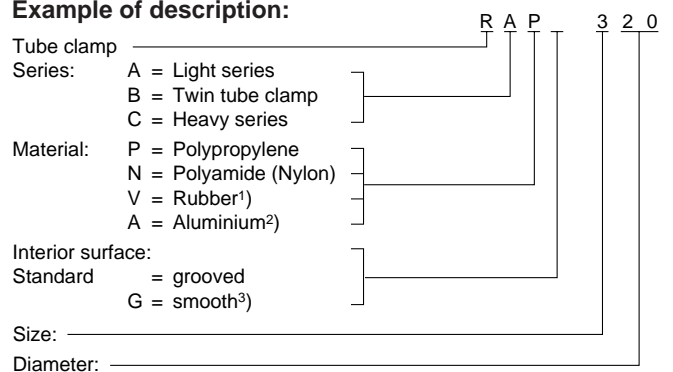 Example of description:
R A P 3 2 0
Tube clamp
Series: A = Light series
B = Twin tube clamp
C = Heavy series
Material: P = Polypropylene
N = Polyamide (Nylon)
V = Rubber¹)
A = Aluminium²)
Interior surface:
Standard = grooved
G = smooth³)
Size:
Diameter: